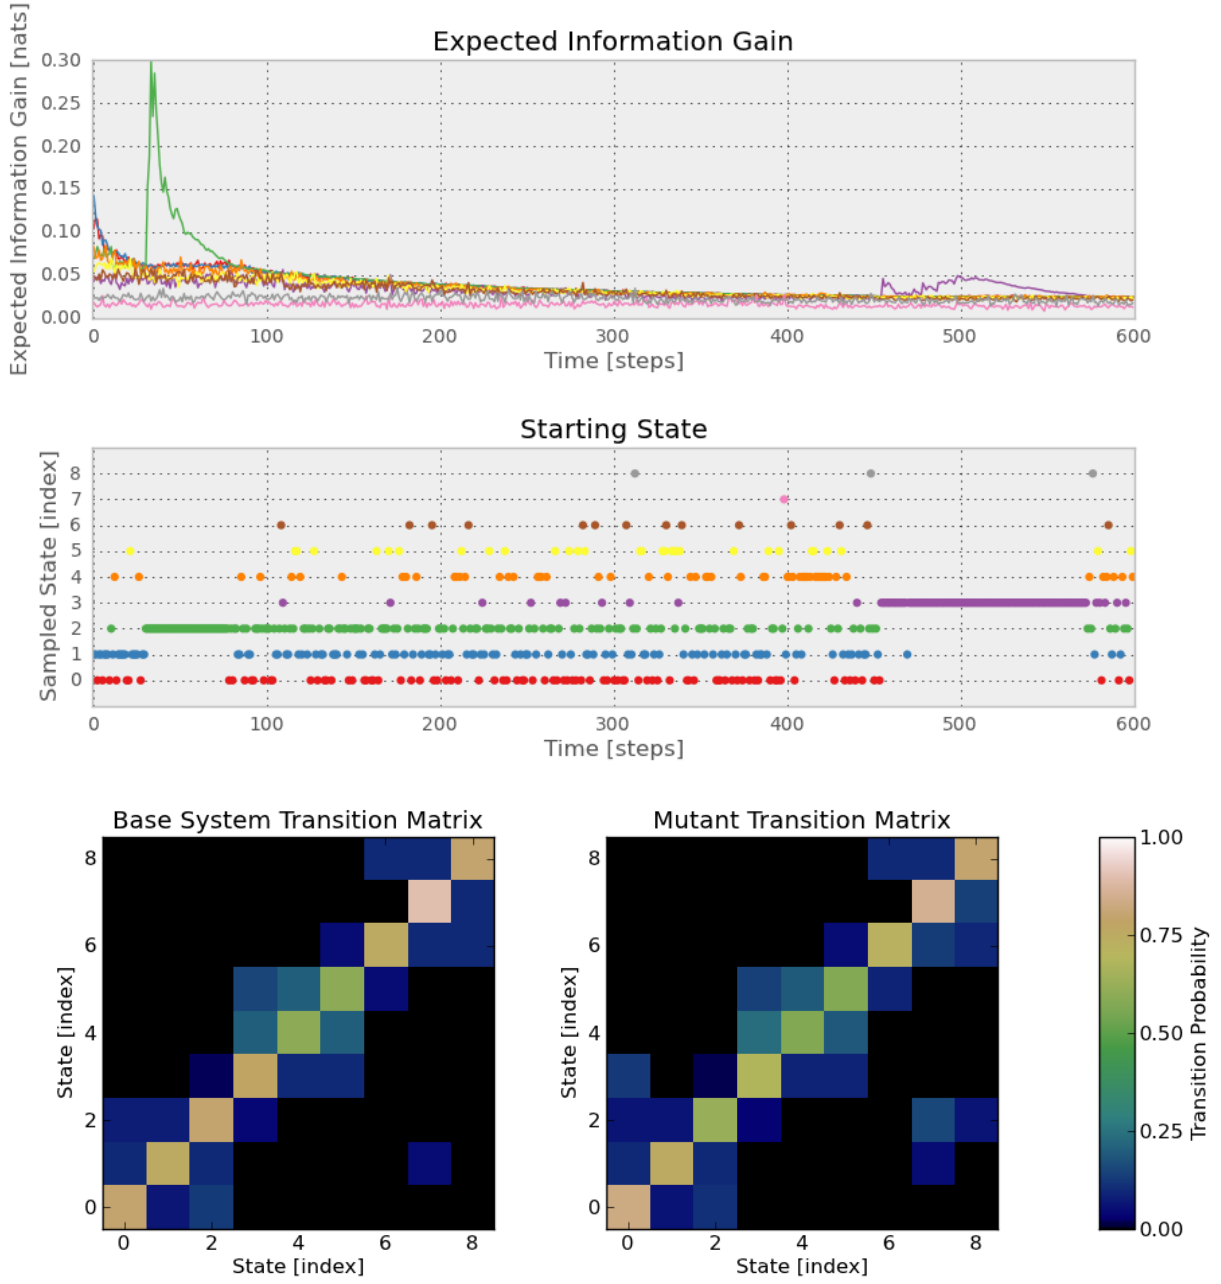 Expected Information Gain
Expected Information Gain [nats]
0.30
0.25
0.20
0.15
0.10
0.05
0.00
0 100 200 300 400 500 600
Time [steps]
Starting State
Sampled State [index]
8
7
6
5
4
3
2
1
0
0 100 200 300 400 500 600
Time [steps]
Base System Transition Matrix
State [index]
8
6
4
2
0
0 2 4 6 8
State [index]
Mutant Transition Matrix
State [index]
8
6
4
2
0
0 2 4 6 8
State [index]
1.00
0.75
0.50
0.25
0.00
Transition Probability